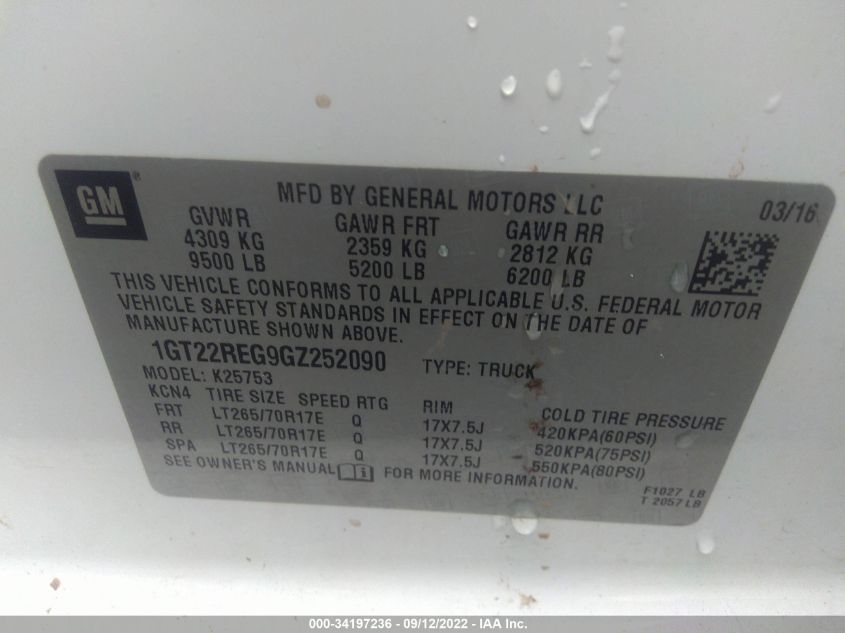 GM ®
MFD BY GENERAL MOTORS LLC
03/16
GVWR GAWR FRT GAWR RR
4309 KG 2359 KG 2812 KG
9500 LB 5200 LB 6200 LB
THIS VEHICLE CONFORMS TO ALL APPLICABLE U.S. FEDERAL MOTOR
VEHICLE SAFETY STANDARDS IN EFFECT ON THE DATE OF
MANUFACTURE SHOWN ABOVE.
1GT22REG9GZ252090 TYPE: TRUCK
MODEL: K25753
KCN4 TIRE SIZE SPEED RTG RIM COLD TIRE PRESSURE
FRT LT265/70R17E Q 17X7.5J 420KPA(60PSI)
RR LT265/70R17E Q 17X7.5J 520KPA(75PSI)
SPA LT265/70R17E Q 17X7.5J 550KPA(80PSI)
SEE OWNER'S MANUAL i FOR MORE INFORMATION.
F1027 LB
T 2057 LB
000-34197236 - 09/12/2022 - IAA Inc.